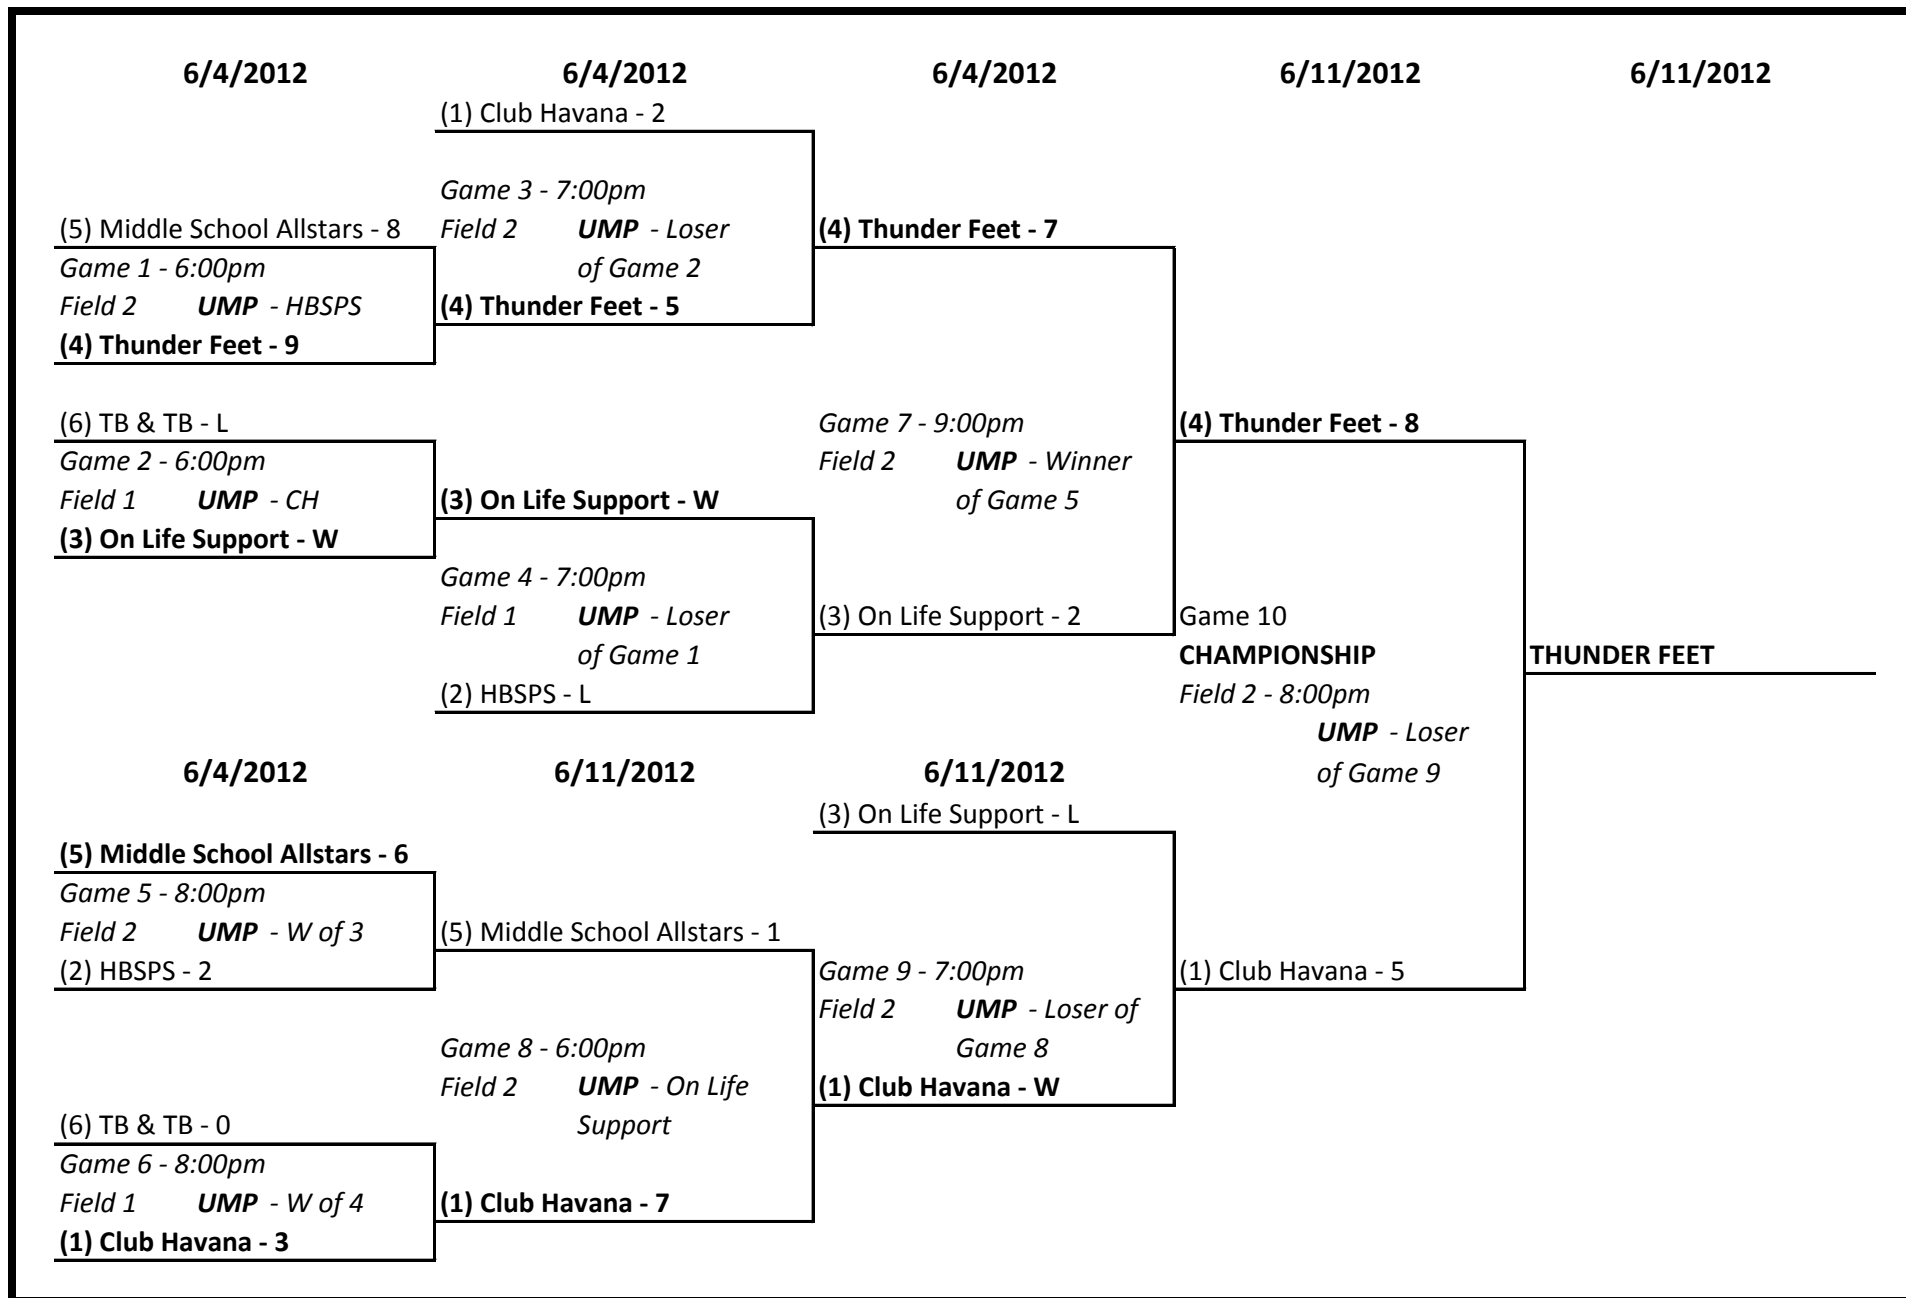 6/4/2012 6/4/2012 6/4/2012 6/11/2012 6/11/2012
(1) Club Havana - 2
Game 3 - 7:00pm
(5) Middle School Allstars - 8 Field 2 UMP - Loser (4) Thunder Feet - 7
Game 1 - 6:00pm of Game 2
Field 2 UMP - HBSPS (4) Thunder Feet - 5
(4) Thunder Feet - 9
(6) TB & TB - L Game 7 - 9:00pm (4) Thunder Feet - 8
Game 2 - 6:00pm Field 2 UMP - Winner
Field 1 UMP - CH (3) On Life Support - W of Game 5
(3) On Life Support - W
Game 4 - 7:00pm
Field 1 UMP - Loser (3) On Life Support - 2 Game 10
of Game 1 CHAMPIONSHIP THUNDER FEET
(2) HBSPS - L Field 2 - 8:00pm
UMP - Loser
6/4/2012 6/11/2012 6/11/2012 of Game 9
(3) On Life Support - L
(5) Middle School Allstars - 6
Game 5 - 8:00pm
Field 2 UMP - W of 3 (5) Middle School Allstars - 1
(2) HBSPS - 2 Game 9 - 7:00pm (1) Club Havana - 5
Field 2 UMP - Loser of
Game 8 - 6:00pm Game 8
Field 2 UMP - On Life (1) Club Havana - W
(6) TB & TB - 0 Support
Game 6 - 8:00pm
Field 1 UMP - W of 4 (1) Club Havana - 7
(1) Club Havana - 3